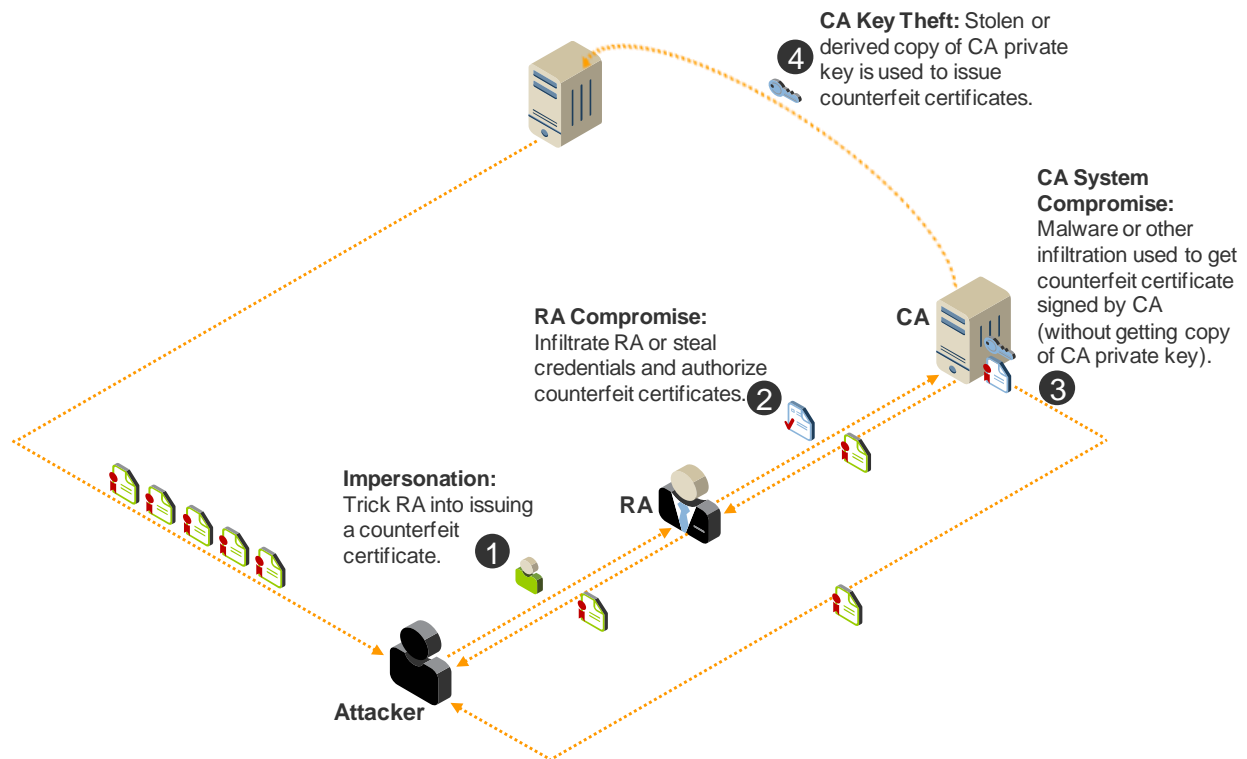 CA Key Theft: Stolen or
derived copy of CA private
key is used to issue
counterfeit certificates.
4
CA System
Compromise:
Malware or other
infiltration used to get
counterfeit certificate
signed by CA
(without getting copy
of CA private key).
3
CA
RA Compromise:
Infiltrate RA or steal
credentials and authorize
counterfeit certificates.
2
Impersonation:
Trick RA into issuing
a counterfeit
certificate.
1
RA
Attacker